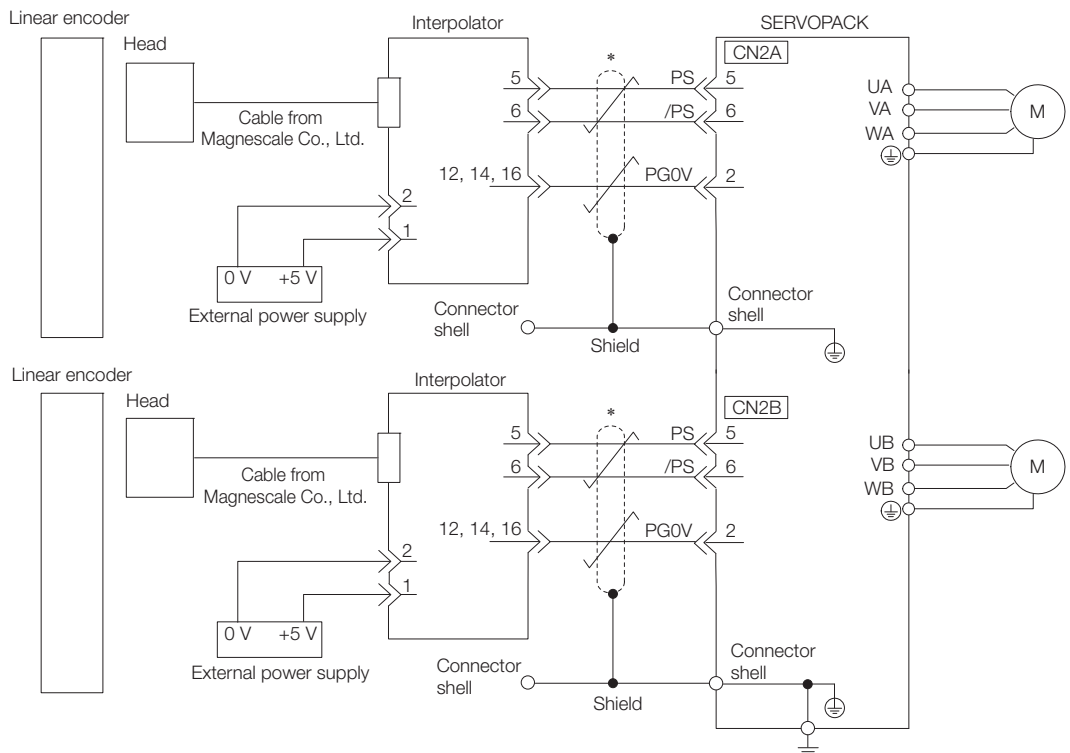 Linear encoder
Head
Interpolator
SERVOPACK
*
CN2A
5
PS
5
6
/PS
6
Cable from
Magnescale Co., Ltd.
12, 14, 16
PG0V
2
2
1
0 V +5 V
External power supply
Connector
shell
Shield
Connector
shell
UA
VA
WA
M
Linear encoder
Head
Interpolator
*
CN2B
5
PS
5
6
/PS
6
Cable from
Magnescale Co., Ltd.
12, 14, 16
PG0V
2
2
1
0 V +5 V
External power supply
Connector
shell
Shield
Connector
shell
UB
VB
WB
M